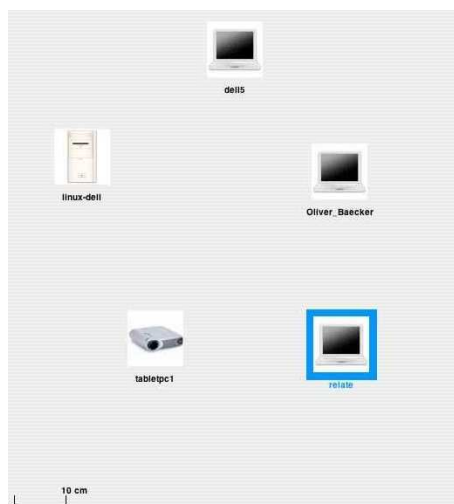 dell5
linux-dell
Oliver_Baecker
tabletpc1
relate
10 cm